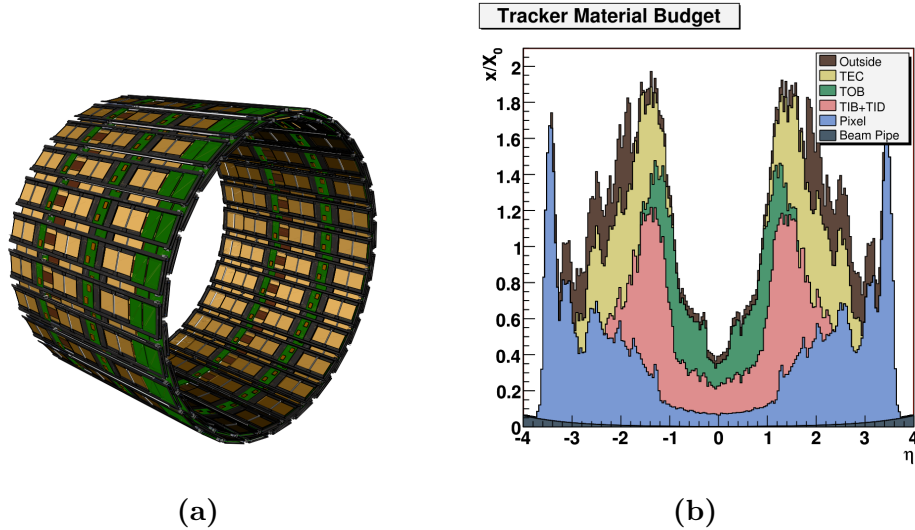 Tracker Material Budget
x/X0
2
1.8
1.6
1.4
1.2
1
0.8
0.6
0.4
0.2
0
Outside
TEC
TOB
TIB+TID
Pixel
Beam Pipe
-4 -3 -2 -1 0 1 2 3 4
η
(a) (b)